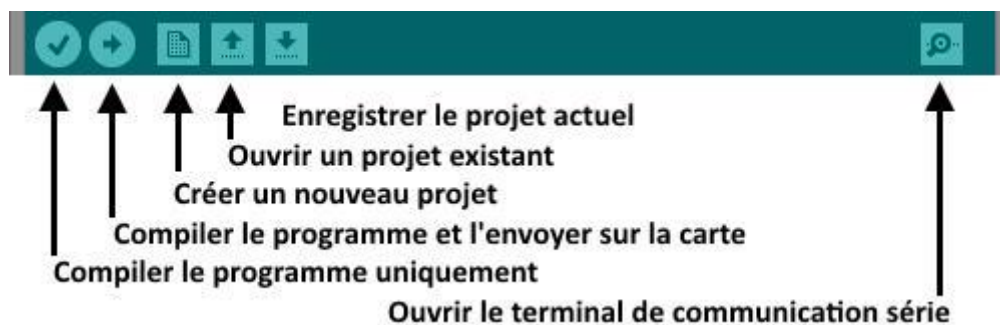 Enregistrer le projet actuel
Ouvrir un projet existant
Créer un nouveau projet
Compiler le programme et l'envoyer sur la carte
Compiler le programme uniquement
Ouvrir le terminal de communication série